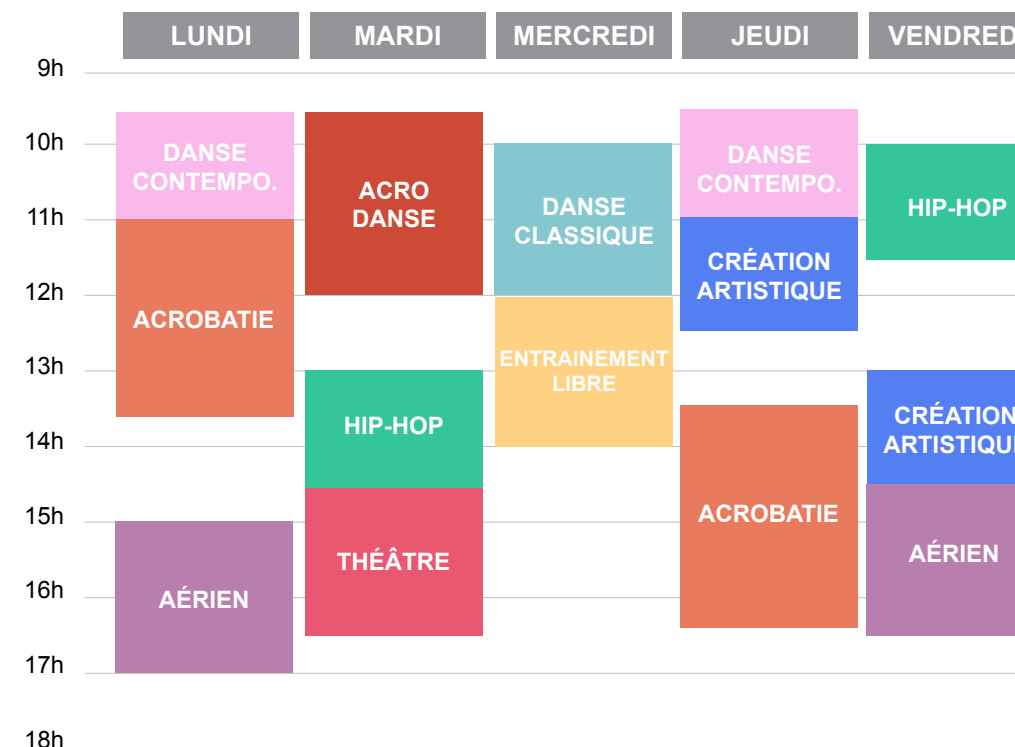 LUNDI
MARDI
MERCREDI
JEUDI
VENDRED
9h
10h
11h
12h
13h
14h
15h
16h
17h
18h
DANSE
CONTEMPO.
ACROBATIE
AÉRIEN
ACRO
DANSE
HIP-HOP
THÉÂTRE
DANSE
CLASSIQUE
ENTRAINEMENT
LIBRE
DANSE
CONTEMPO.
CRÉATION
ARTISTIQUE
ACROBATIE
HIP-HOP
CRÉATION
ARTISTIQU
AÉRIEN